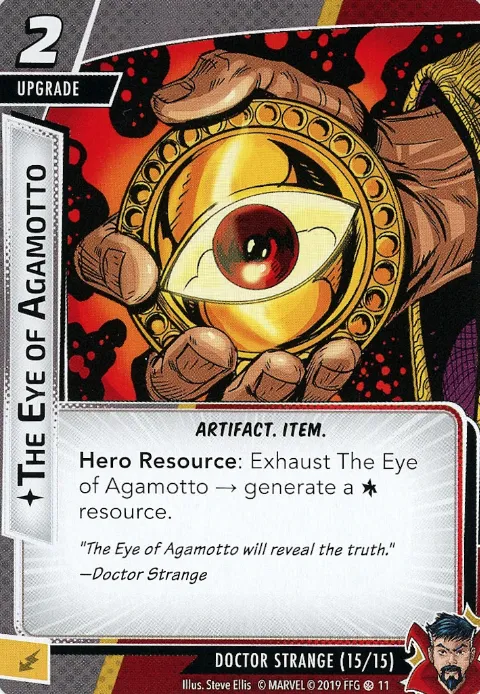 2
UPGRADE
THE EYE OF AGAMOTTO
ARTIFACT. ITEM.
Hero Resource: Exhaust The Eye
of Agamotto → generate a
resource.
"The Eye of Agamotto will reveal the truth."
—Doctor Strange
DOCTOR STRANGE (15/15)
Illus. Steve Ellis © MARVEL © 2019 FFG 11